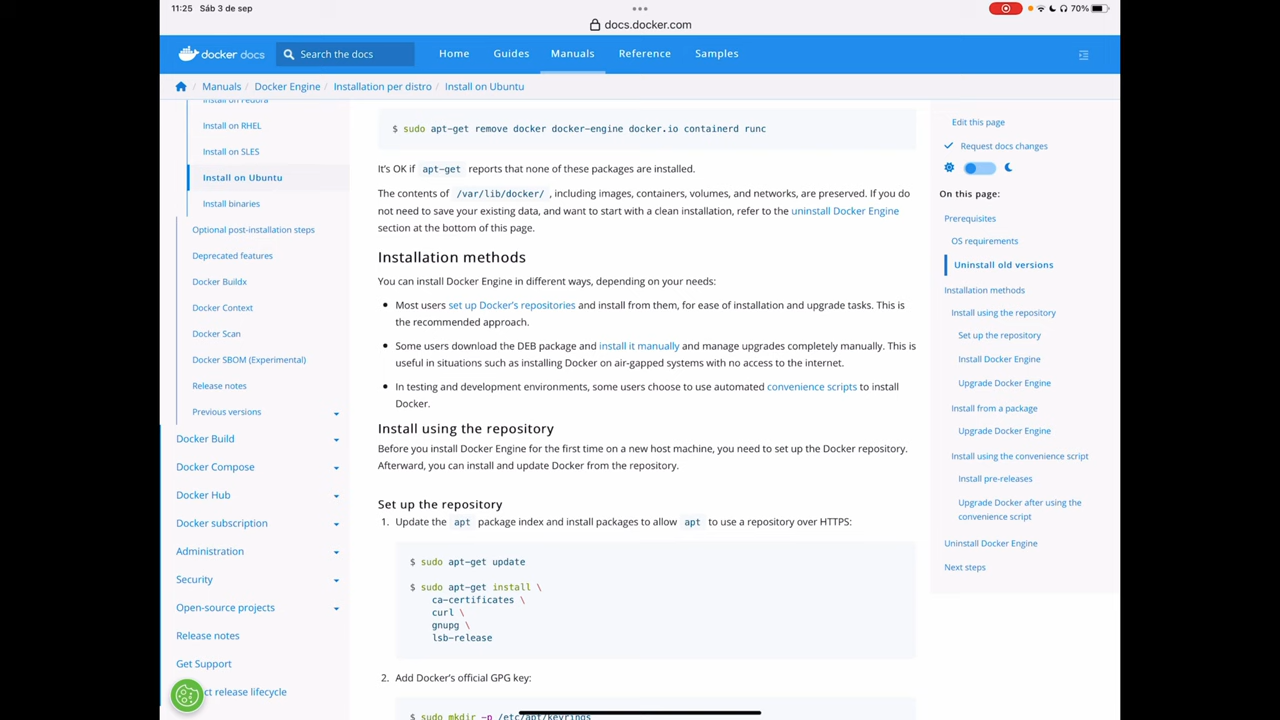 11:25 Sáb 3 de sep
70%
docs.docker.com
docker docs
Search the docs
Home
Guides
Manuals
Reference
Samples
Manuals / Docker Engine / Installation per distro / Install on Ubuntu
Install on Fedora
Install on RHEL
Install on SLES
Install on Ubuntu
Install binaries
Optional post-installation steps
Deprecated features
Docker Buildx
Docker Context
Docker Scan
Docker SBOM (Experimental)
Release notes
Previous versions
Docker Build
Docker Compose
Docker Hub
Docker subscription
Administration
Security
Open-source projects
Release notes
Get Support
ct release lifecycle
$ sudo apt-get remove docker docker-engine docker.io containerd runc
It's OK if apt-get reports that none of these packages are installed.
The contents of /var/lib/docker/ , including images, containers, volumes, and networks, are preserved. If you do
not need to save your existing data, and want to start with a clean installation, refer to the uninstall Docker Engine
section at the bottom of this page.
Installation methods
You can install Docker Engine in different ways, depending on your needs:
Most users set up Docker's repositories and install from them, for ease of installation and upgrade tasks. This is
the recommended approach.
Some users download the DEB package and install it manually and manage upgrades completely manually. This is
useful in situations such as installing Docker on air-gapped systems with no access to the internet.
In testing and development environments, some users choose to use automated convenience scripts to install
Docker.
Install using the repository
Before you install Docker Engine for the first time on a new host machine, you need to set up the Docker repository.
Afterward, you can install and update Docker from the repository.
Set up the repository
1. Update the apt package index and install packages to allow apt to use a repository over HTTPS:
$ sudo apt-get update
$ sudo apt-get install \
ca-certificates \
curl \
gnupg \
lsb-release
2. Add Docker's official GPG key:
$ sudo mkdir -p /etc/apt/keyrings
Edit this page
Request docs changes
On this page:
Prerequisites
OS requirements
Uninstall old versions
Installation methods
Install using the repository
Set up the repository
Install Docker Engine
Upgrade Docker Engine
Install from a package
Upgrade Docker Engine
Install using the convenience script
Install pre-releases
Upgrade Docker after using the
convenience script
Uninstall Docker Engine
Next steps